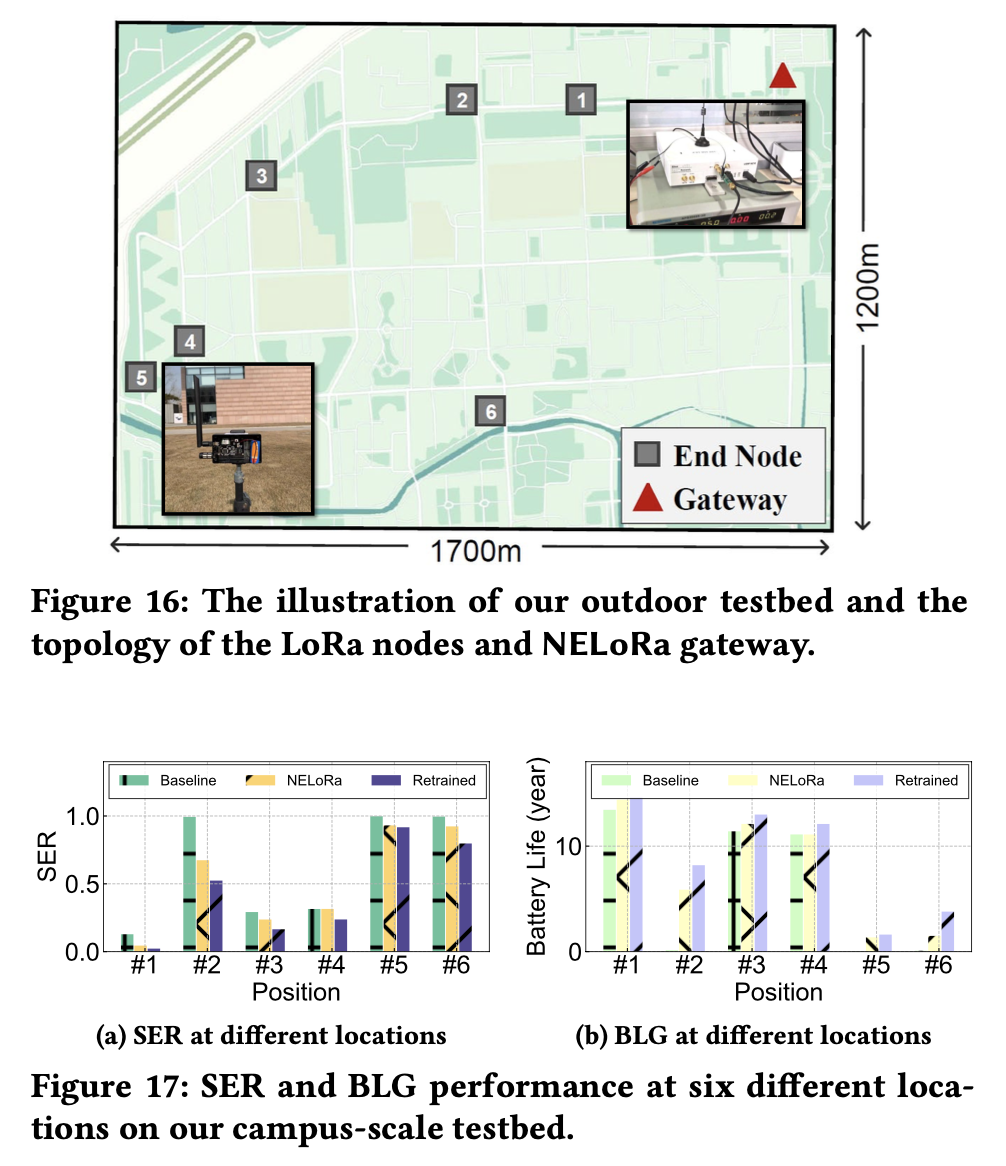 2
1
3
4
5
6
End Node
Gateway
1200m
1700m
Figure 16: The illustration of our outdoor testbed and the
topology of the LoRa nodes and NELoRa gateway.
Baseline NELoRa Retrained
1.0
0.5
0.0
SER
#1 #2 #3 #4 #5 #6
Position
(a) SER at different locations
Baseline NELoRa Retrained
10
0
Battery Life (year)
#1 #2 #3 #4 #5 #6
Position
(b) BLG at different locations
Figure 17: SER and BLG performance at six different loca-
tions on our campus-scale testbed.